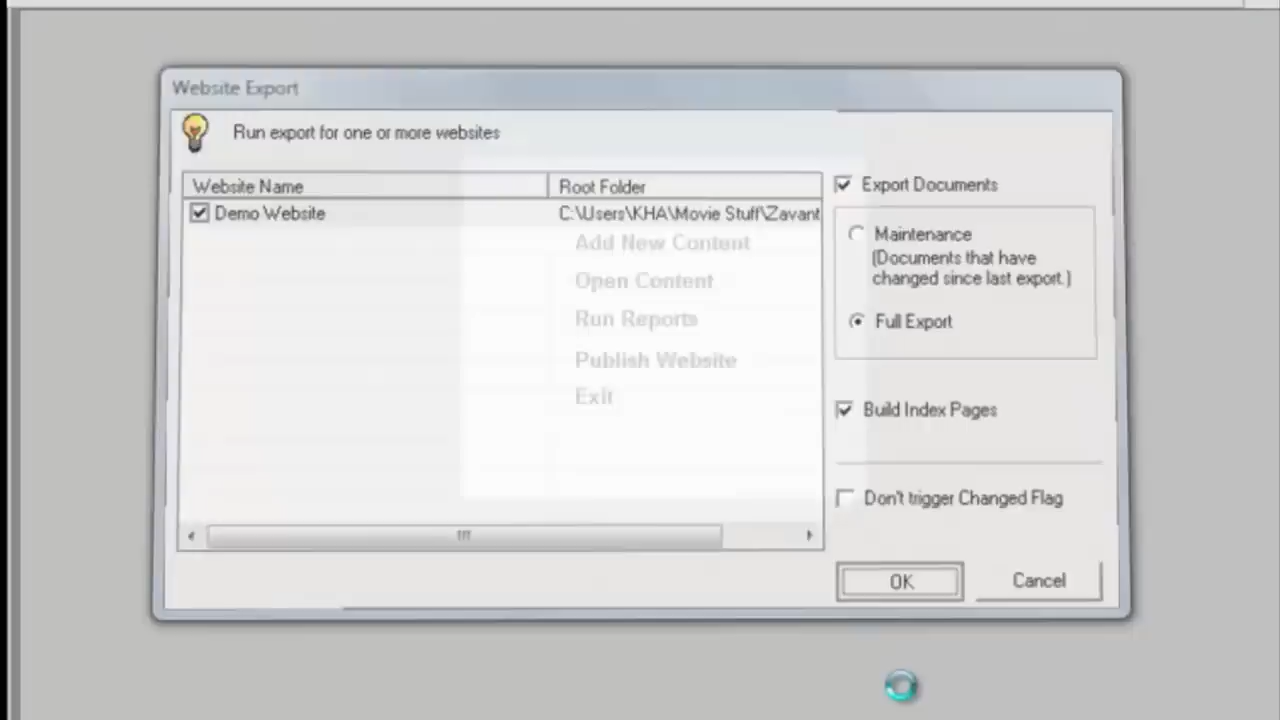 Website Export
Run export for one or more websites
Website Name
Root Folder
Demo Website
C:\Users\KHA\Movie Stuff\Zavant
Add New Content
Open Content
Run Reports
Publish Website
Exit
Export Documents
Maintenance
(Documents that have
changed since last export.)
Full Export
Build Index Pages
Don't trigger Changed Flag
OK
Cancel